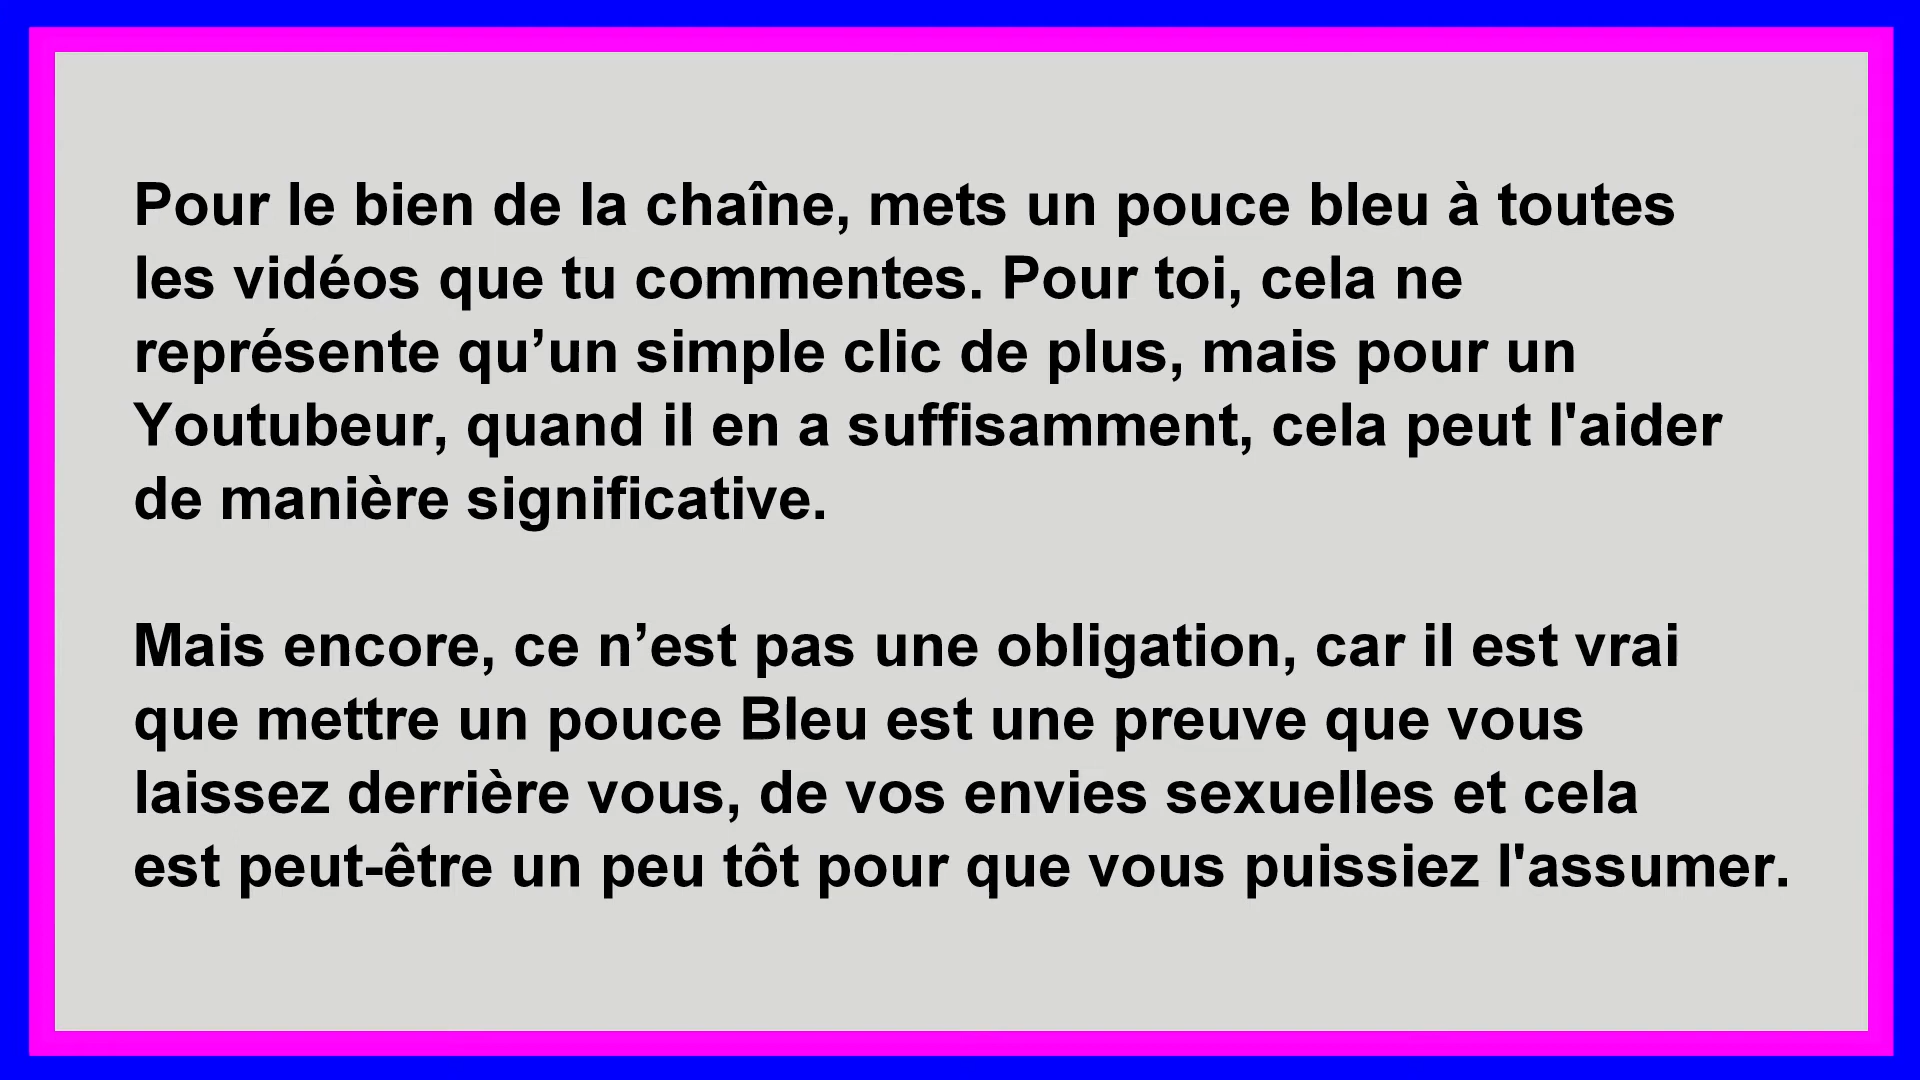 Pour le bien de la chaîne, mets un pouce bleu à toutes
les vidéos que tu commentes. Pour toi, cela ne
représente qu’un simple clic de plus, mais pour un
Youtubeur, quand il en a suffisamment, cela peut l'aider
de manière significative.
Mais encore, ce n’est pas une obligation, car il est vrai
que mettre un pouce Bleu est une preuve que vous
laissez derrière vous, de vos envies sexuelles et cela
est peut-être un peu tôt pour que vous puissiez l'assumer.